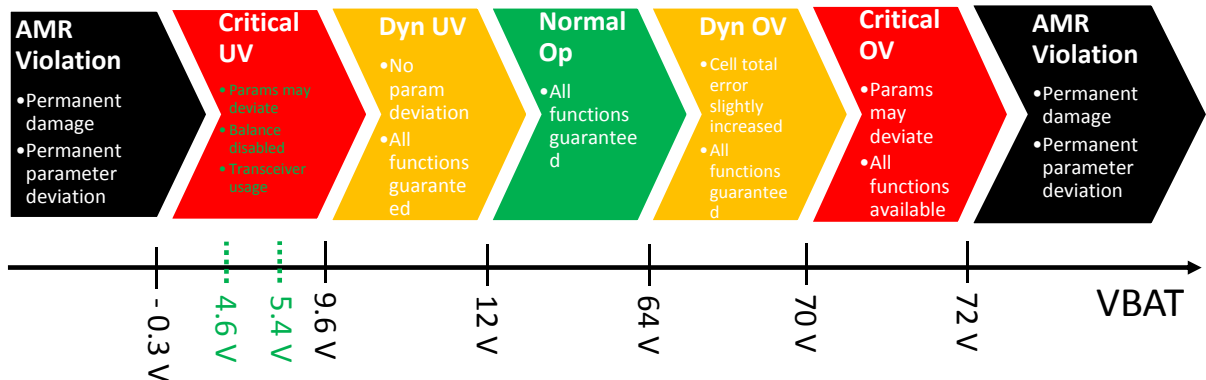 AMR
Violation
•Permanent
damage
•Permanent
parameter
deviation
Critical
UV
•Params may
deviate
•Balance
disabled
•Transceiver
usage
Dyn UV
•No
param
deviation
•All
functions
guarante
ed
Normal
Op
•All
functions
guarantee
d
Dyn OV
•Cell total
error
slightly
increased
•All
functions
guarantee
d
Critical
OV
•Params
may
deviate
•All
functions
available
AMR
Violation
•Permanent
damage
•Permanent
parameter
deviation
- 0.3 V
4.6 V
5.4 V
9.6 V
12 V
64 V
70 V
72 V
VBAT